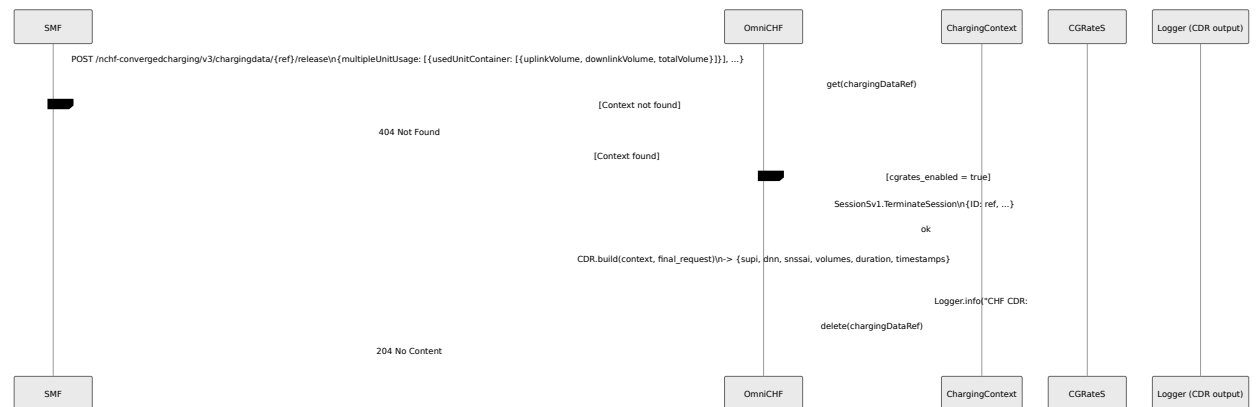 SMF OmniCHF ChargingContext CGRateS Logger (CDR output)
POST /nchf-convergedcharging/v3/chargingdata/{ref}/release\n{multipleUnitUsage: [{usedUnitContainer: [{uplinkVolume, downlinkVolume, totalVolume}]}], ...}
get(chargingDataRef)
[Context not found]
404 Not Found
[Context found]
[cgrates_enabled = true]
SessionSv1.TerminateSession\n{ID: ref, ...}
ok
CDR.build(context, final_request)\n-> {supi, dnn, snssai, volumes, duration, timestamps}
Logger.info("CHF CDR:
delete(chargingDataRef)
204 No Content
SMF OmniCHF ChargingContext CGRateS Logger (CDR output)